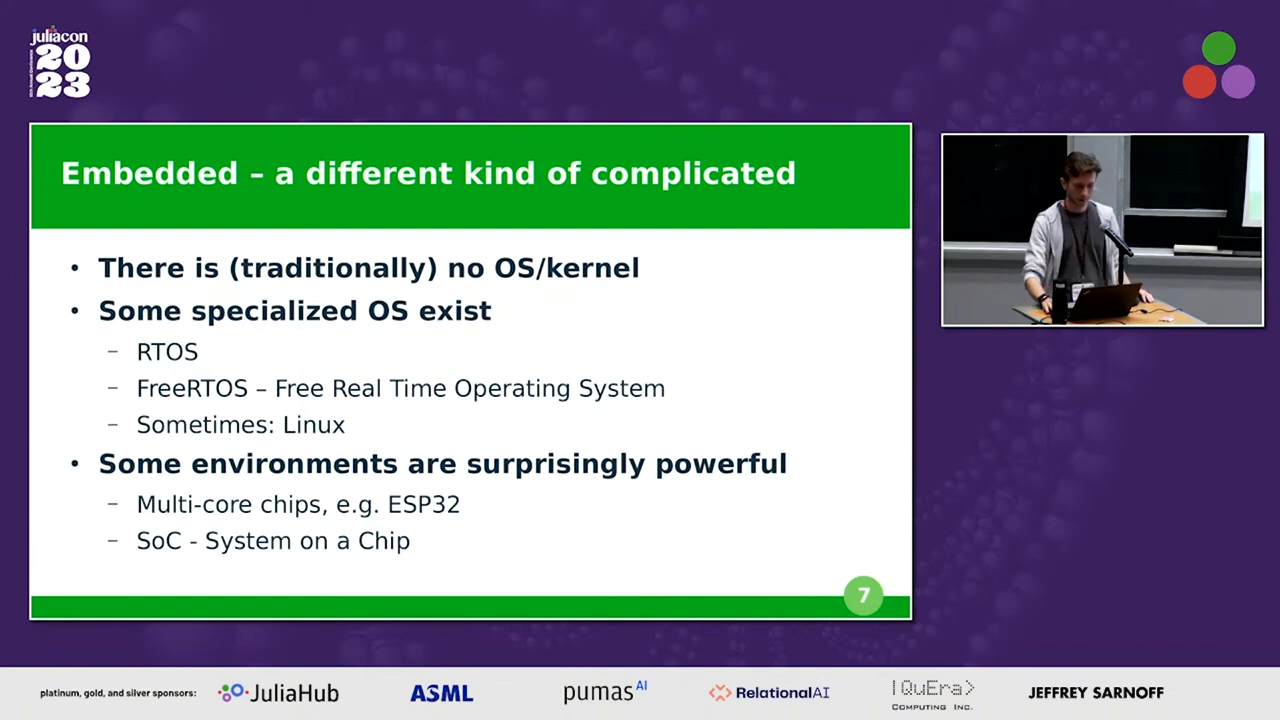 juliacon
20
23
Embedded – a different kind of complicated
• There is (traditionally) no OS/kernel
• Some specialized OS exist
– RTOS
– FreeRTOS – Free Real Time Operating System
– Sometimes: Linux
• Some environments are surprisingly powerful
– Multi-core chips, e.g. ESP32
– SoC - System on a Chip
7
platinum, gold, and silver sponsors:
JuliaHub
ASML
pumas AI
RelationalAI
|QuEra>
COMPUTING INC.
JEFFREY SARNOFF